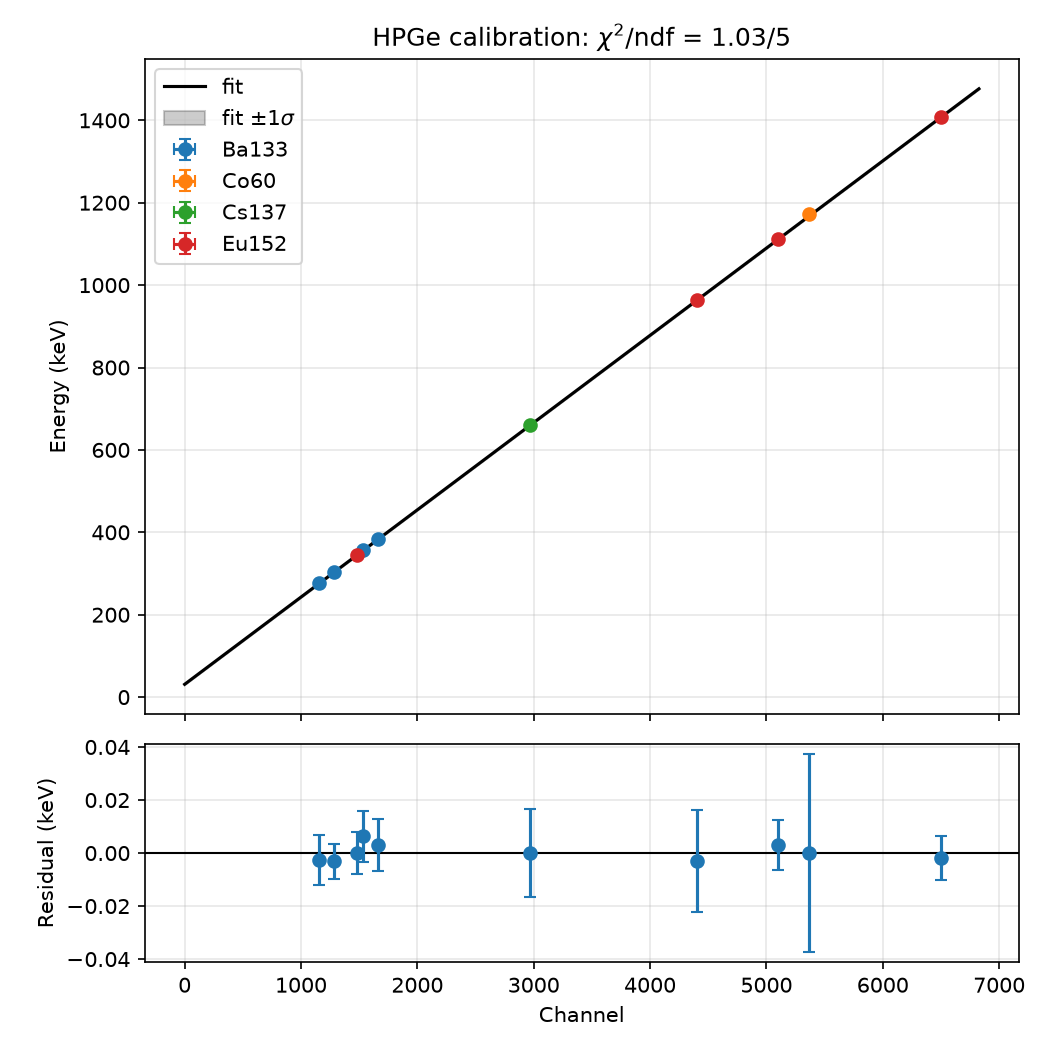 HPGe calibration: χ²/ndf = 1.03/5
fit
fit ±1σ
Ba133
Co60
Cs137
Eu152
Energy (keV)
1400
1200
1000
800
600
400
200
0
Residual (keV)
0.04
0.02
0.00
−0.02
−0.04
0 1000 2000 3000 4000 5000 6000 7000
Channel